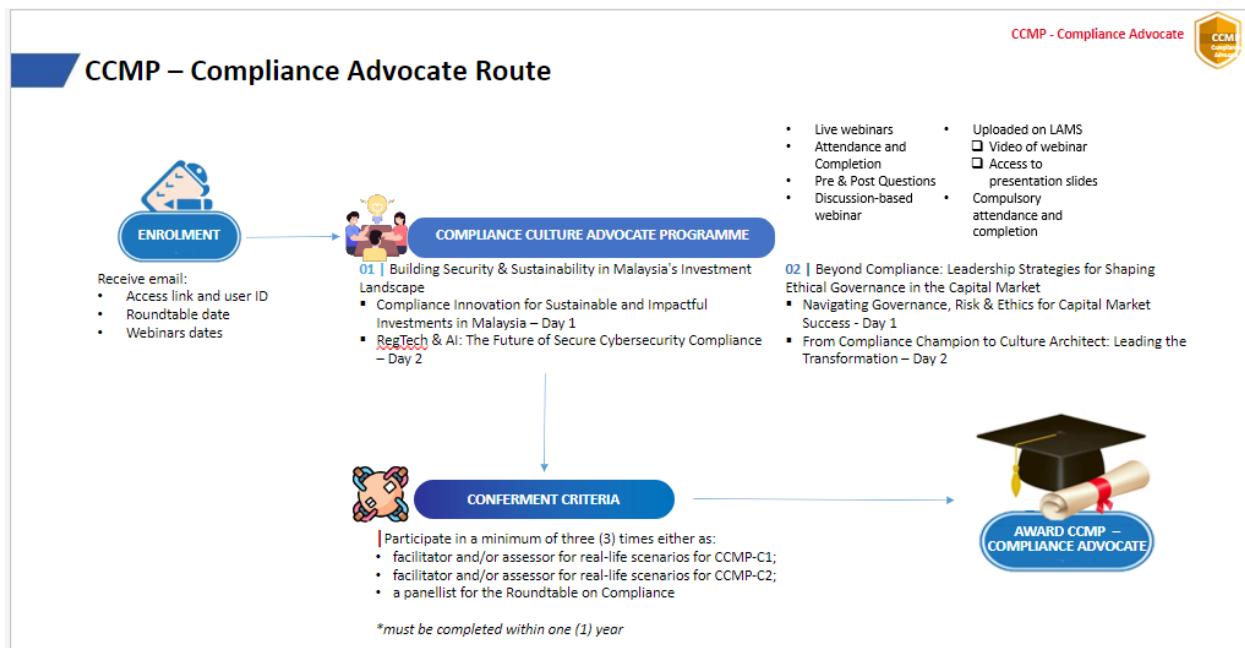 CCMP - Compliance Advocate
CCMP
Compliance
Advocate
CCMP – Compliance Advocate Route
• Live webinars
• Attendance and
Completion
• Pre & Post Questions
• Discussion-based
webinar
• Uploaded on LAMS
❑ Video of webinar
❑ Access to
presentation slides
• Compulsory
attendance and
completion
ENROLMENT
Receive email:
• Access link and user ID
• Roundtable date
• Webinars dates
COMPLIANCE CULTURE ADVOCATE PROGRAMME
01 | Building Security & Sustainability in Malaysia's Investment
Landscape
▪ Compliance Innovation for Sustainable and Impactful
Investments in Malaysia – Day 1
▪ RegTech & AI: The Future of Secure Cybersecurity Compliance
– Day 2
02 | Beyond Compliance: Leadership Strategies for Shaping
Ethical Governance in the Capital Market
▪ Navigating Governance, Risk & Ethics for Capital Market
Success - Day 1
▪ From Compliance Champion to Culture Architect: Leading the
Transformation – Day 2
CONFERMENT CRITERIA
| Participate in a minimum of three (3) times either as:
• facilitator and/or assessor for real-life scenarios for CCMP-C1;
• facilitator and/or assessor for real-life scenarios for CCMP-C2;
• a panellist for the Roundtable on Compliance
*must be completed within one (1) year
AWARD CCMP –
COMPLIANCE ADVOCATE